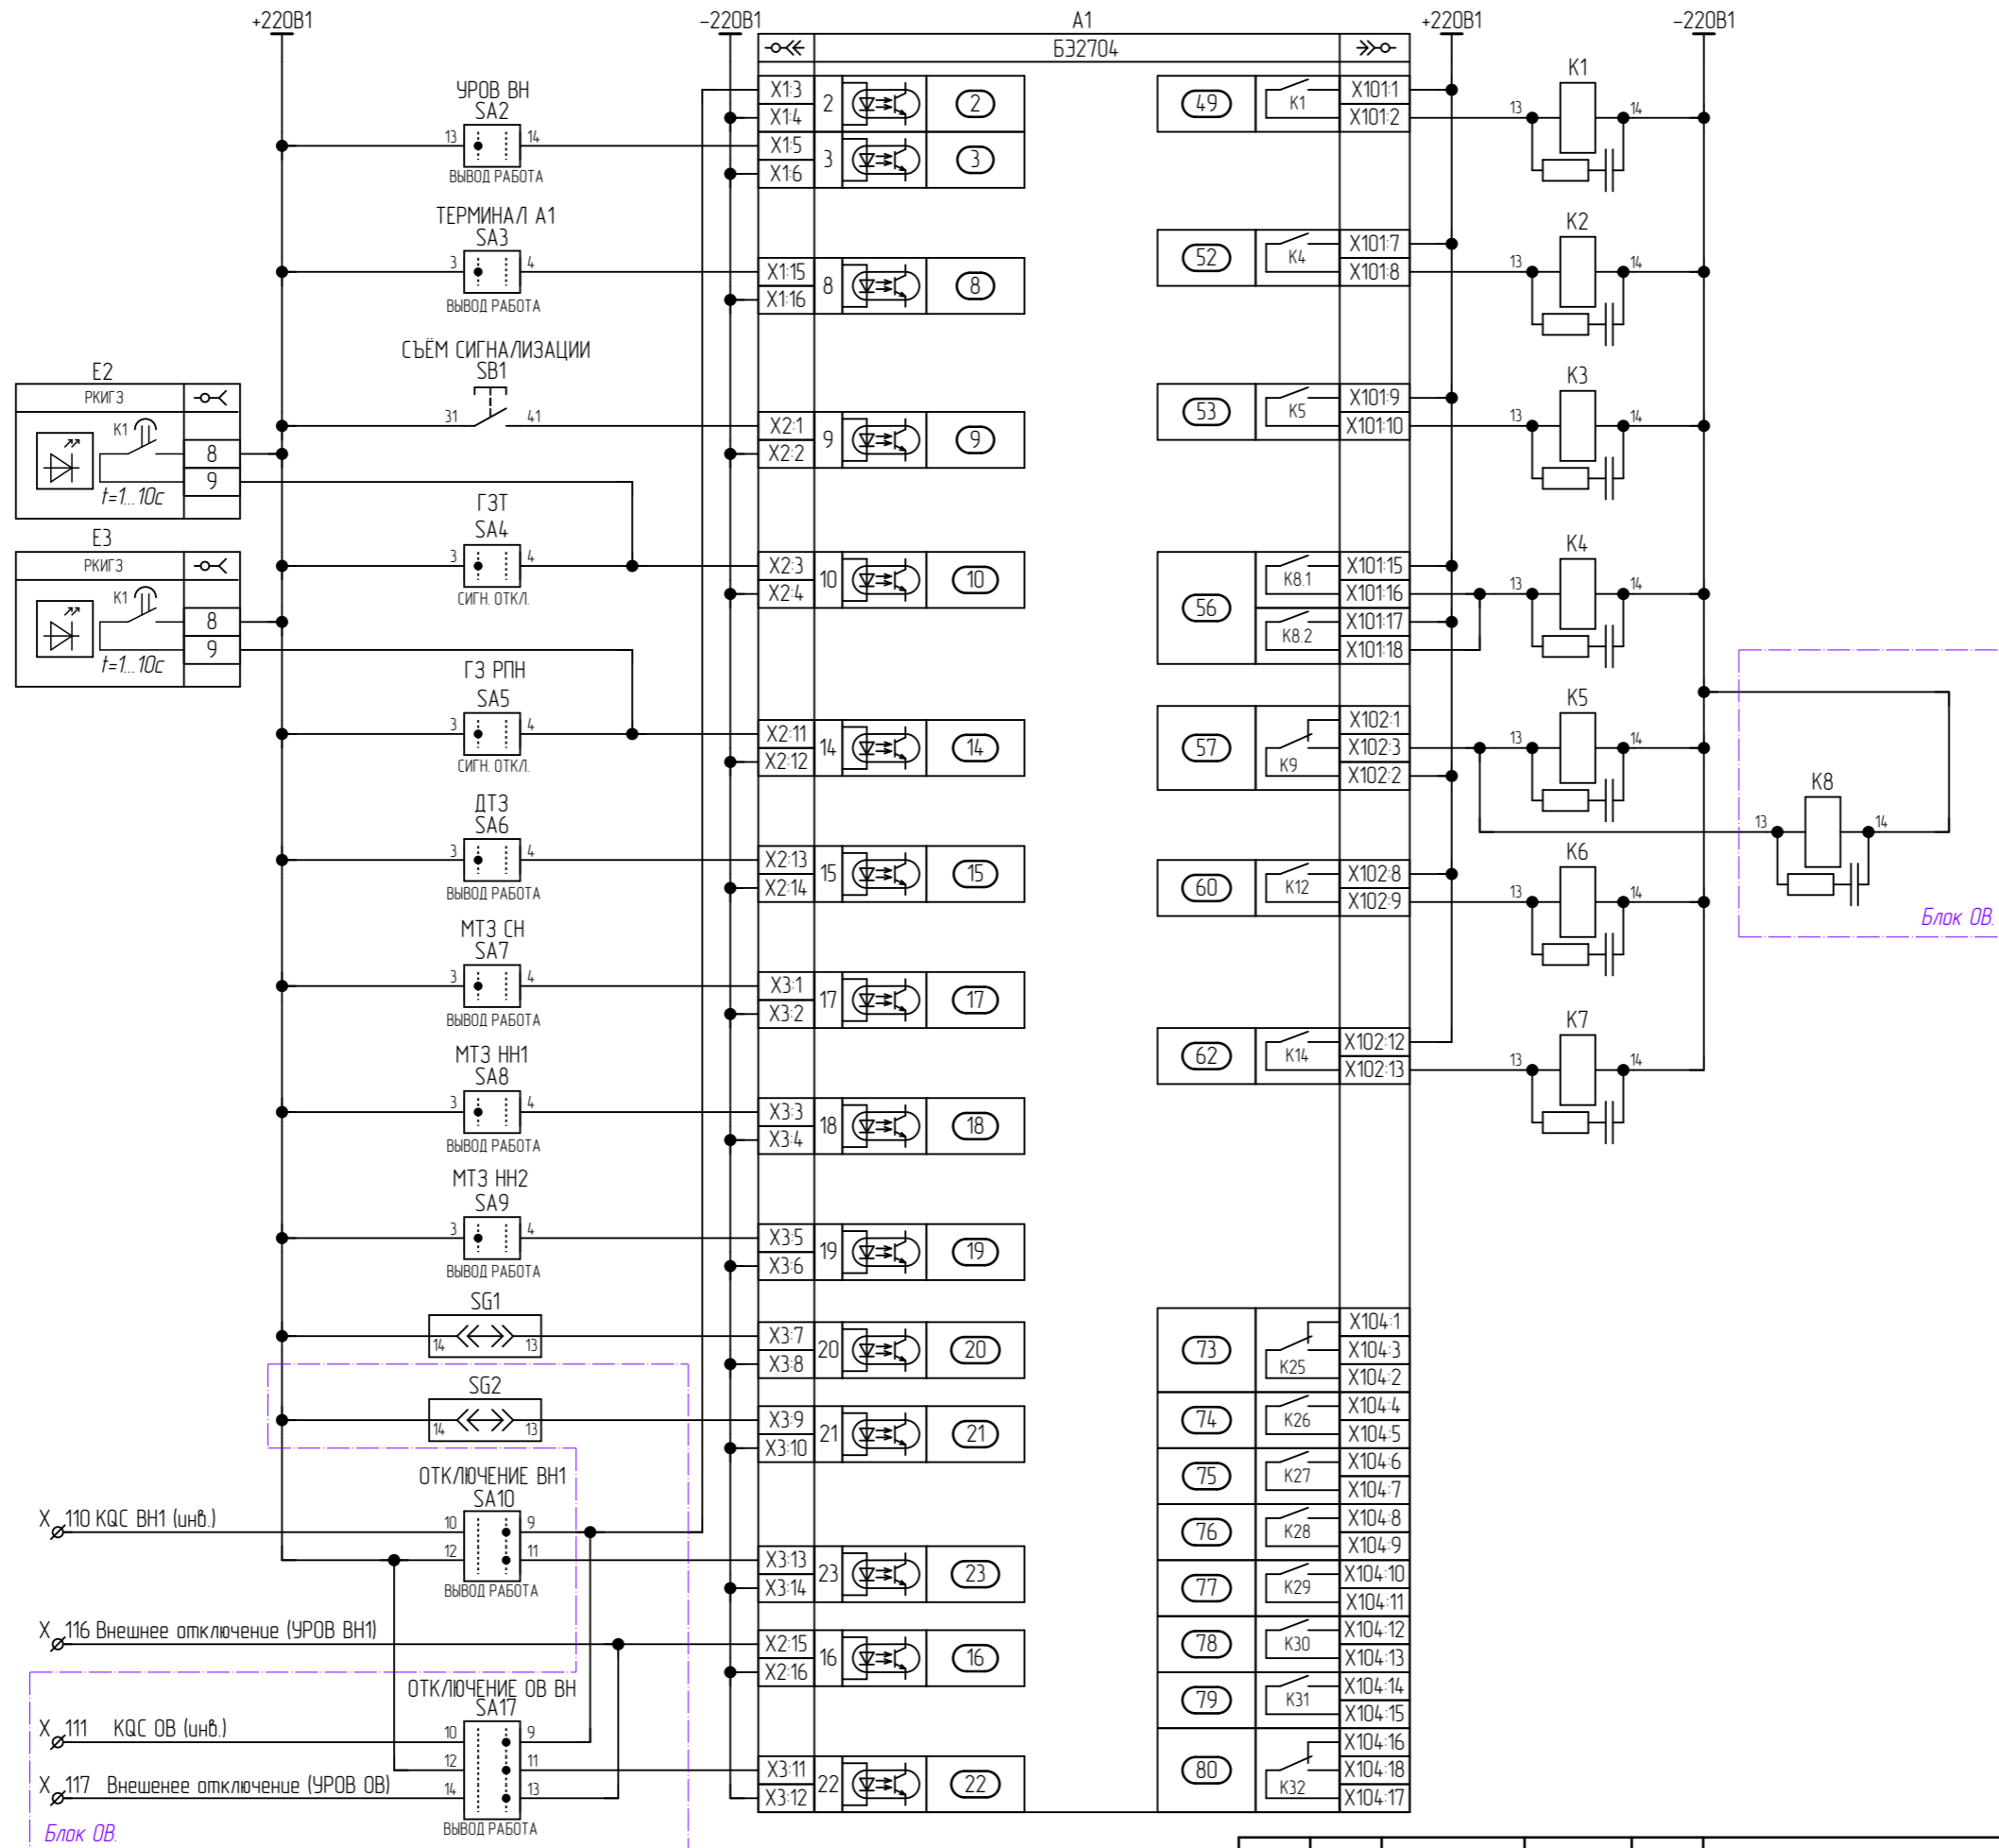 +220В1
-220В1
А1
+220В1
-220В1
БЭ2704
УРОВ ВН
SA2
13 14
ВЫВОД РАБОТА
ТЕРМИНАЛ А1
SA3
3 4
ВЫВОД РАБОТА
СЪЁМ СИГНАЛИЗАЦИИ
SB1
31 41
E2
РКИГЗ
K1
8
9
t=1...10с
ГЗТ
SA4
3 4
СИГН. ОТКЛ.
E3
РКИГЗ
K1
8
9
t=1...10с
ГЗ РПН
SA5
3 4
СИГН. ОТКЛ.
ДТЗ
SA6
3 4
ВЫВОД РАБОТА
МТЗ СН
SA7
3 4
ВЫВОД РАБОТА
МТЗ НН1
SA8
3 4
ВЫВОД РАБОТА
МТЗ НН2
SA9
3 4
ВЫВОД РАБОТА
SG1
14 13
SG2
14 13
ОТКЛЮЧЕНИЕ ВН1
SA10
X 110 KQC ВН1 (инв.)
10 9
12 11
ВЫВОД РАБОТА
X 116 Внешнее отключение (УРОВ ВН1)
ОТКЛЮЧЕНИЕ ОВ ВН
SA17
X 111 KQC ОВ (инв.)
10 9
12 11
X 117 Внешенее отключение (УРОВ ОВ)
14 13
ВЫВОД РАБОТА
Блок ОВ.
X1:3
X1:4
2 2
X1:5
X1:6
3 3
X1:15
X1:16
8 8
X2:1
X2:2
9 9
X2:3
X2:4
10 10
X2:11
X2:12
14 14
X2:13
X2:14
15 15
X3:1
X3:2
17 17
X3:3
X3:4
18 18
X3:5
X3:6
19 19
X3:7
X3:8
20 20
X3:9
X3:10
21 21
X3:13
X3:14
23 23
X2:15
X2:16
16 16
X3:11
X3:12
22 22
49 K1
X101:1
X101:2
52 K4
X101:7
X101:8
53 K5
X101:9
X101:10
56
K8.1
X101:15
X101:16
K8.2
X101:17
X101:18
57 K9
X102:1
X102:3
X102:2
60 K12
X102:8
X102:9
62 K14
X102:12
X102:13
73 K25
X104:1
X104:3
X104:2
74 K26
X104:4
X104:5
75 K27
X104:6
X104:7
76 K28
X104:8
X104:9
77 K29
X104:10
X104:11
78 K30
X104:12
X104:13
79 K31
X104:14
X104:15
80 K32
X104:16
X104:18
X104:17
K1
13 14
K2
13 14
K3
13 14
K4
13 14
K5
13 14
K6
13 14
K7
13 14
K8
13 14
Блок ОВ.